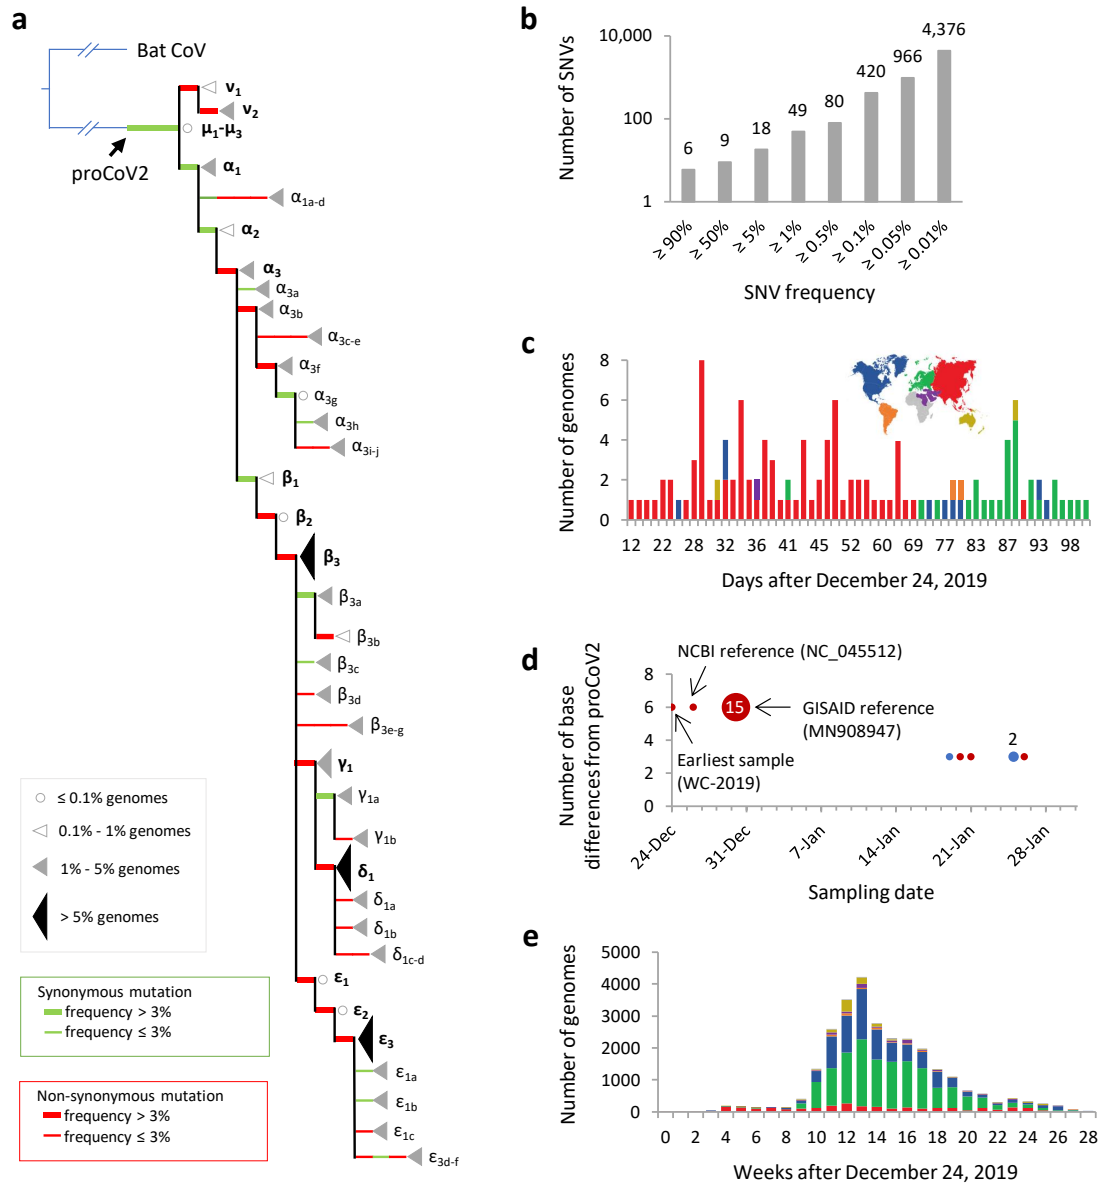 a
Bat CoV
ν1
ν2
μ1-μ3
proCoV2
α1
α1a-d
α2
α3
α3a
α3b
α3c-e
α3f
α3g
α3h
α3i-j
β1
β2
β3
β3a
β3b
β3c
β3d
β3e-g
γ1
γ1a
γ1b
δ1
δ1a
δ1b
δ1c-d
ε1
ε2
ε3
ε1a
ε1b
ε1c
ε3d-f
≤ 0.1% genomes
0.1% - 1% genomes
1% - 5% genomes
> 5% genomes
Synonymous mutation
frequency > 3%
frequency ≤ 3%
Non-synonymous mutation
frequency > 3%
frequency ≤ 3%
b
Number of SNVs
10,000
100
1
6
9
18
49
80
420
966
4,376
≥ 90%
≥ 50%
≥ 5%
≥ 1%
≥ 0.5%
≥ 0.1%
≥ 0.05%
≥ 0.01%
SNV frequency
c
Number of genomes
8
6
4
2
0
12 22 28 32 36 41 45 52 60 69 77 83 87 93 98
Days after December 24, 2019
d
Number of base
differences from proCoV2
8
6
4
2
0
NCBI reference (NC_045512)
15
GISAID reference
(MN908947)
Earliest sample
(WC-2019)
2
24-Dec
31-Dec
7-Jan
14-Jan
21-Jan
28-Jan
Sampling date
e
Number of genomes
5000
4000
3000
2000
1000
0
0 2 4 6 8 10 12 14 16 18 20 22 24 26 28
Weeks after December 24, 2019